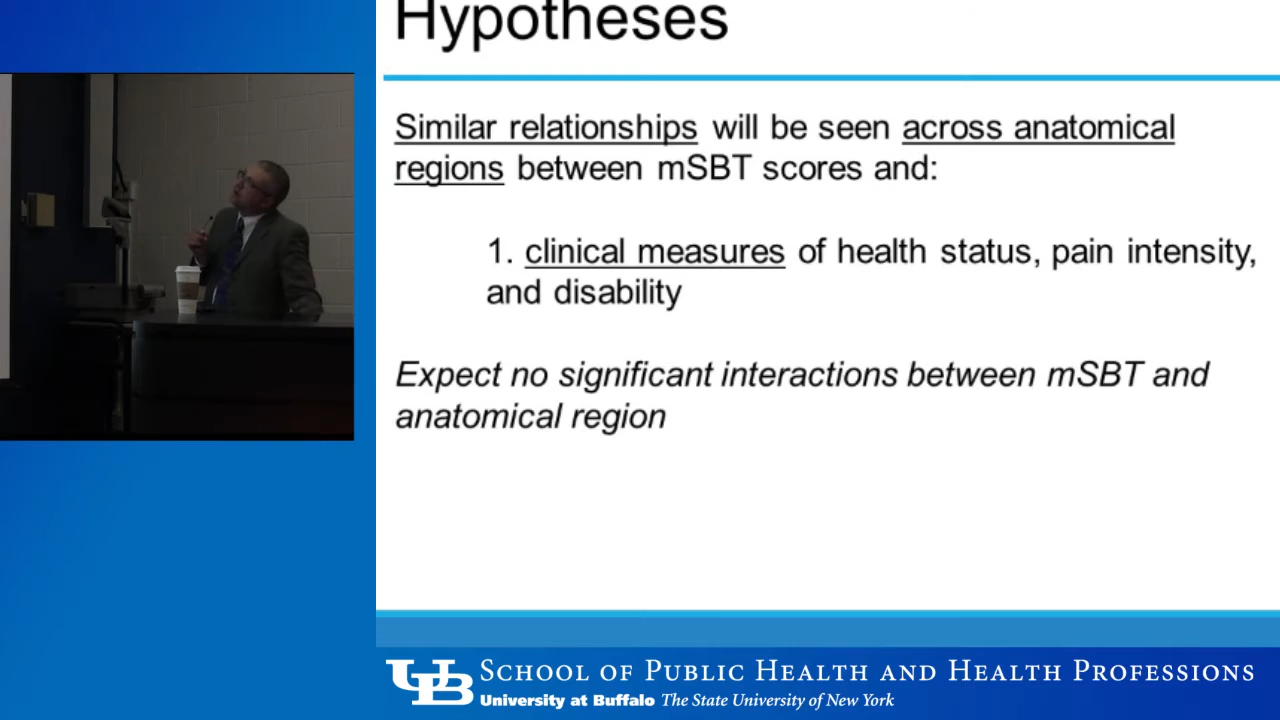 Hypotheses
Similar relationships will be seen across anatomical
regions between mSBT scores and:
1. clinical measures of health status, pain intensity,
and disability
Expect no significant interactions between mSBT and
anatomical region
UB School of Public Health and Health Professions
University at Buffalo The State University of New York